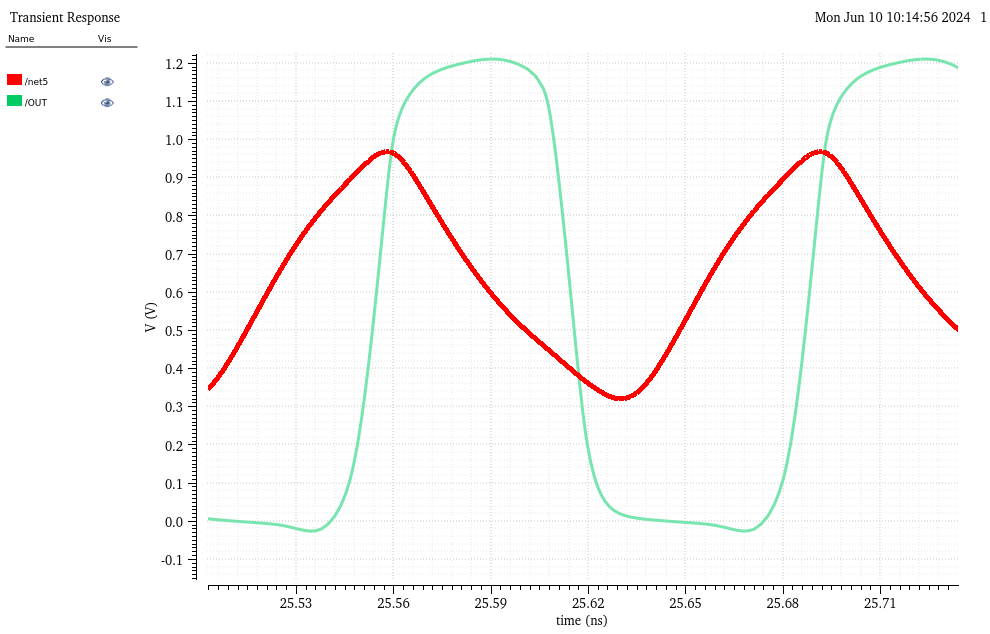 Transient Response
Mon Jun 10 10:14:56 2024 1
Name Vis
/net5
/OUT
V (V)
1.2
1.1
1.0
0.9
0.8
0.7
0.6
0.5
0.4
0.3
0.2
0.1
0.0
-0.1
25.53 25.56 25.59 25.62 25.65 25.68 25.71
time (ns)